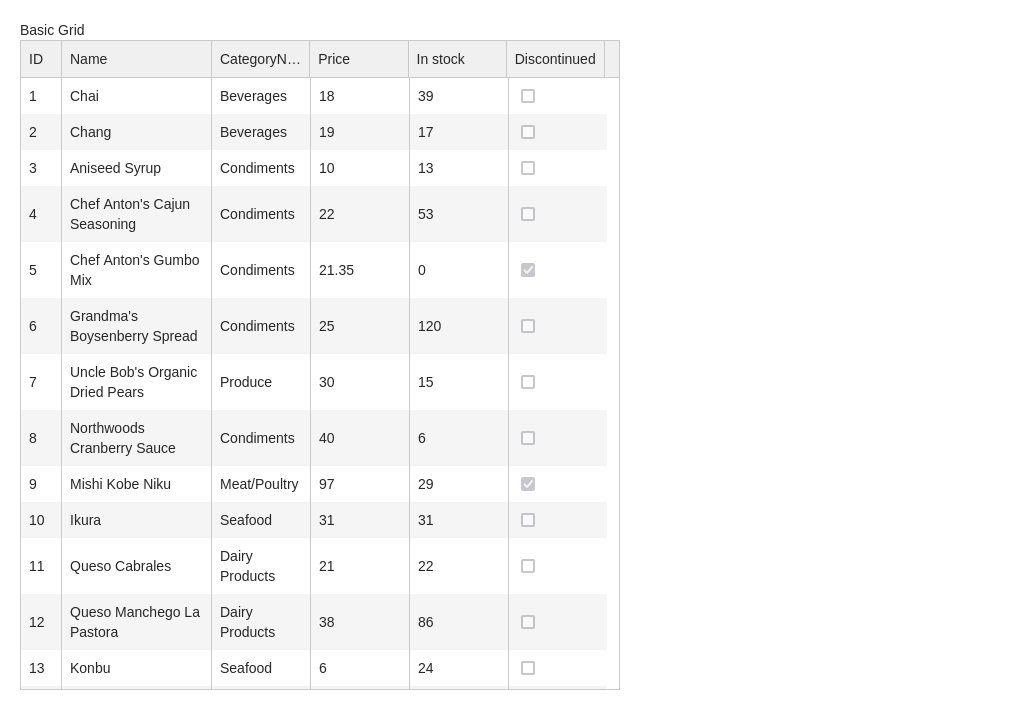 Basic Grid
ID Name CategoryN… Price In stock Discontinued
1 Chai Beverages 18 39
2 Chang Beverages 19 17
3 Aniseed Syrup Condiments 10 13
4 Chef Anton's Cajun Seasoning Condiments 22 53
5 Chef Anton's Gumbo Mix Condiments 21.35 0
6 Grandma's Boysenberry Spread Condiments 25 120
7 Uncle Bob's Organic Dried Pears Produce 30 15
8 Northwoods Cranberry Sauce Condiments 40 6
9 Mishi Kobe Niku Meat/Poultry 97 29
10 Ikura Seafood 31 31
11 Queso Cabrales Dairy Products 21 22
12 Queso Manchego La Pastora Dairy Products 38 86
13 Konbu Seafood 6 24